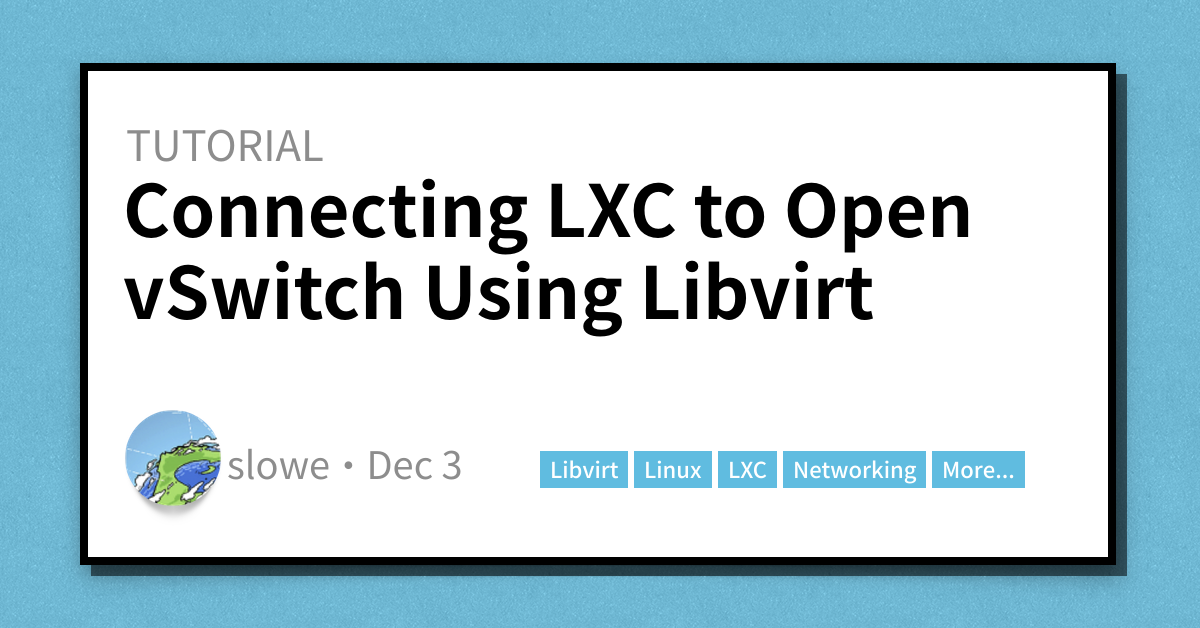 TUTORIAL
Connecting LXC to Open
vSwitch Using Libvirt
slowe • Dec 3
Libvirt Linux LXC Networking More...